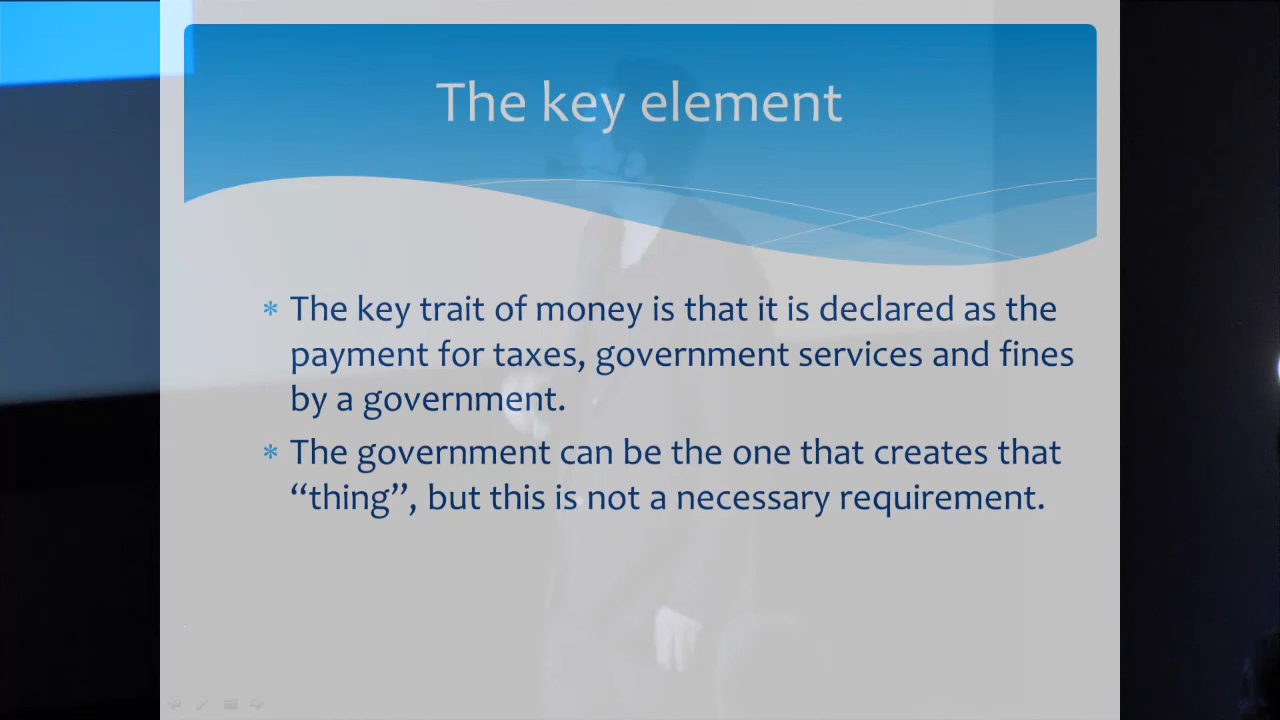 The key element
* The key trait of money is that it is declared as the
payment for taxes, government services and fines
by a government.
* The government can be the one that creates that
“thing”, but this is not a necessary requirement.